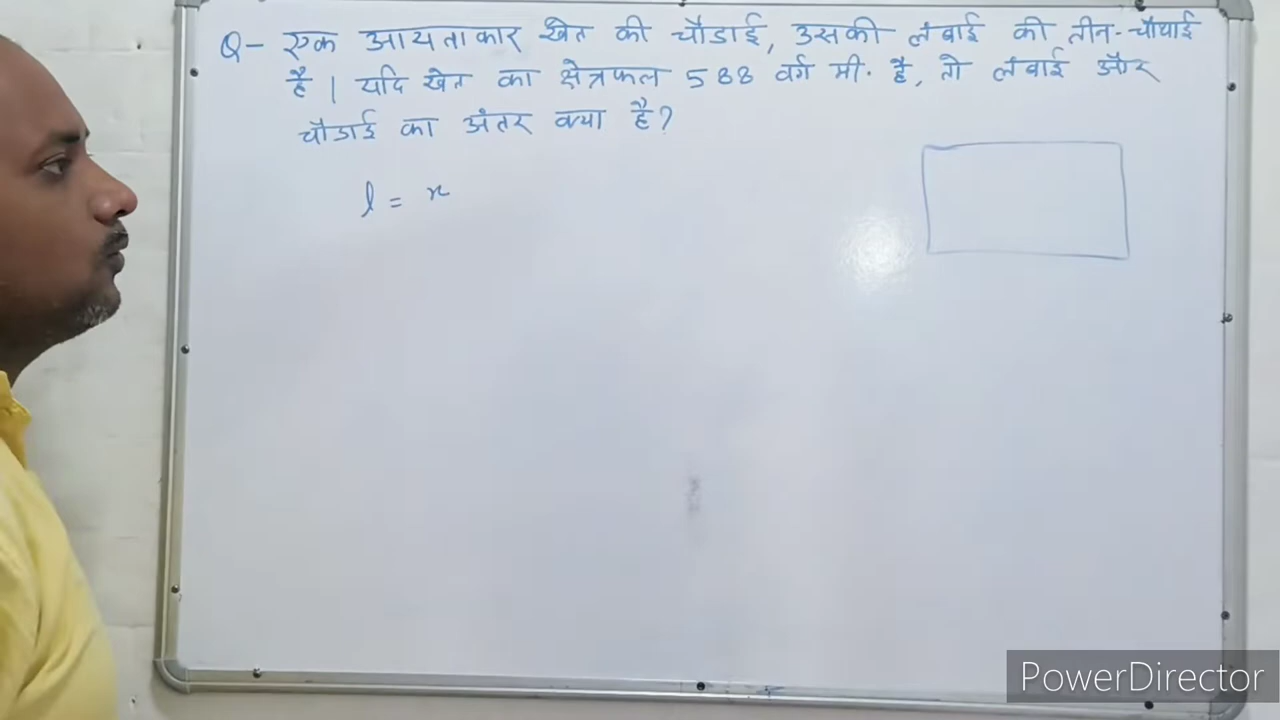 Q- एक आयताकार खेत की चौडाई, उसकी लंबाई की तीन-चौथाई
है | यदि खेत का क्षेत्रफल 588 वर्ग मी. है, तो लंबाई और
चौडाई का अंतर क्या है?
l = x
PowerDirector